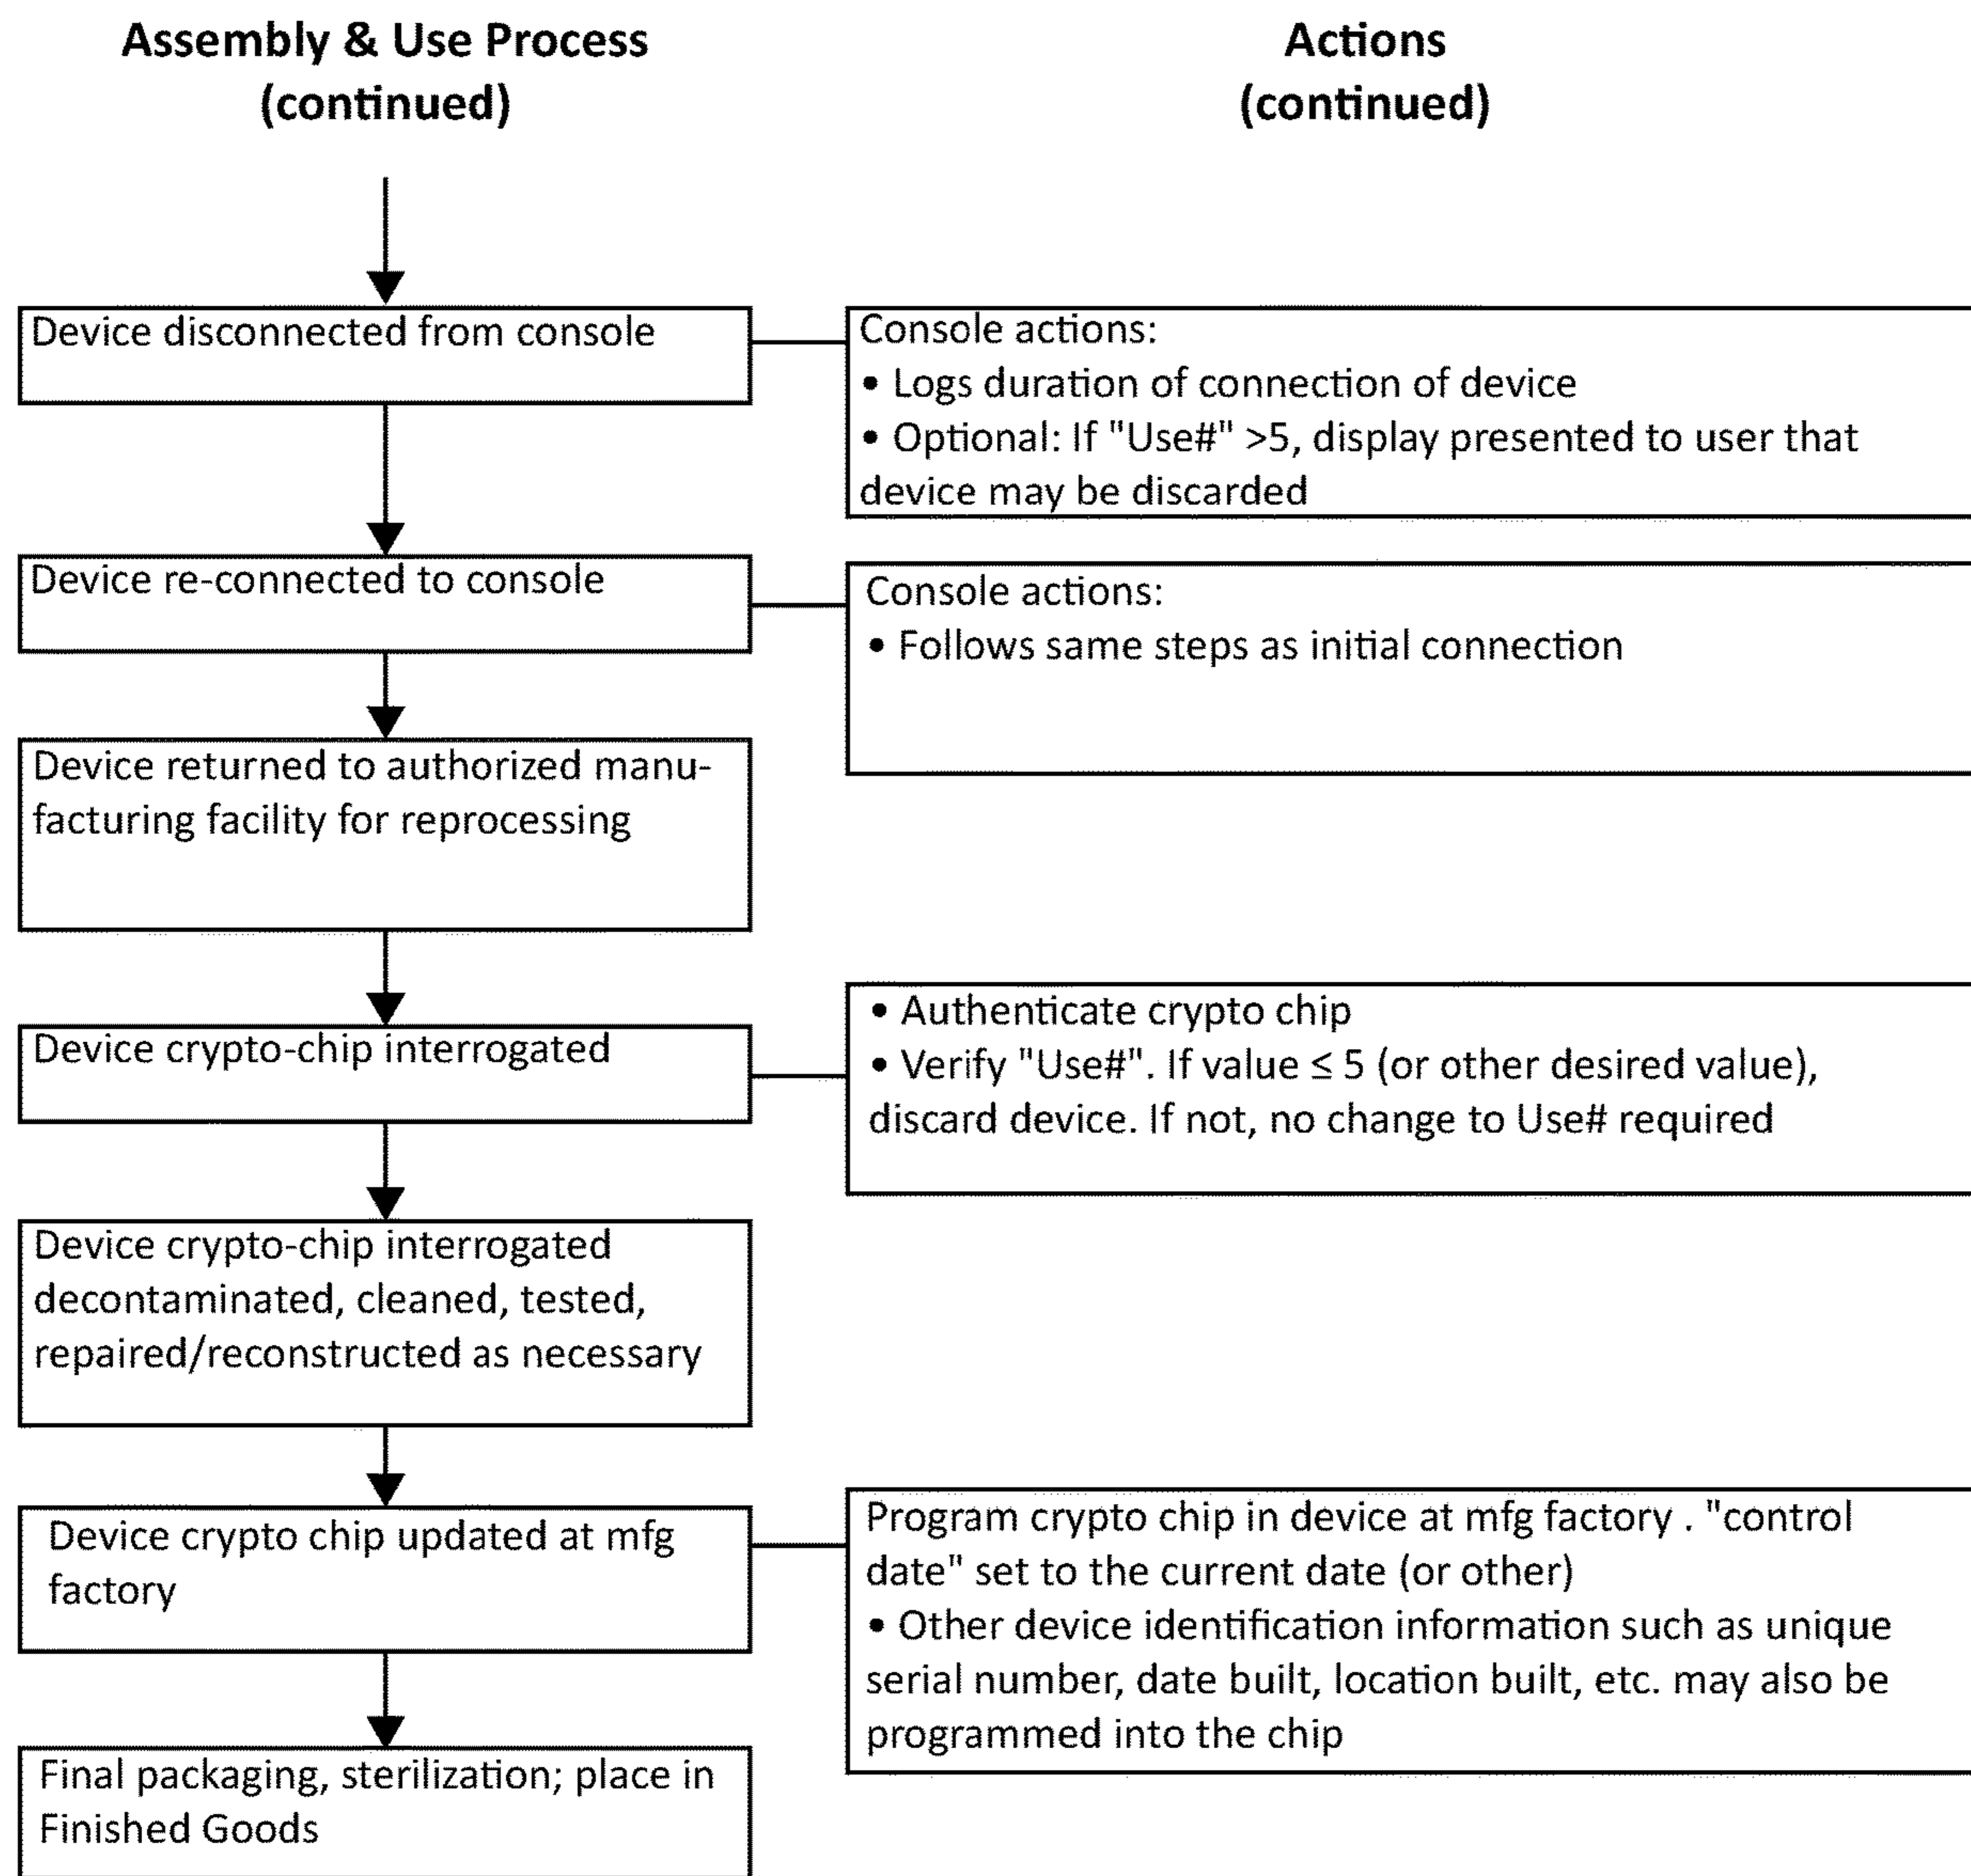 Assembly & Use Process
(continued)
Actions
(continued)
Device disconnected from console
Console actions:
• Logs duration of connection of device
• Optional: If "Use#" >5, display presented to user that
device may be discarded
Device re-connected to console
Console actions:
• Follows same steps as initial connection
Device returned to authorized manu-
facturing facility for reprocessing
Device crypto-chip interrogated
• Authenticate crypto chip
• Verify "Use#". If value ≤ 5 (or other desired value),
discard device. If not, no change to Use# required
Device crypto-chip interrogated
decontaminated, cleaned, tested,
repaired/reconstructed as necessary
Device crypto chip updated at mfg
factory
Program crypto chip in device at mfg factory . "control
date" set to the current date (or other)
• Other device identification information such as unique
serial number, date built, location built, etc. may also be
programmed into the chip
Final packaging, sterilization; place in
Finished Goods